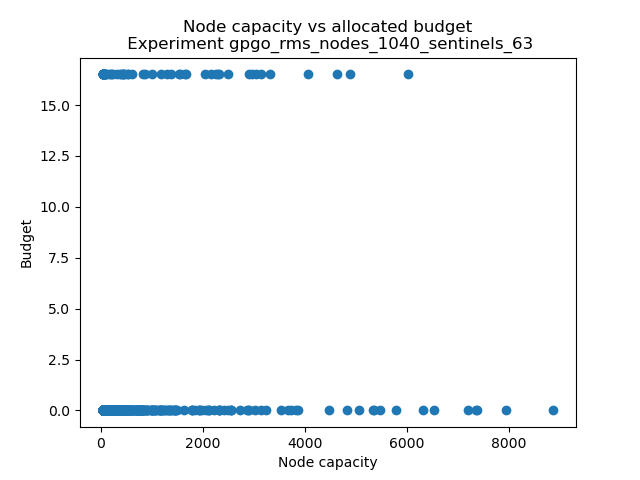 Node capacity vs allocated budget
Experiment gpgo_rms_nodes_1040_sentinels_63
15.0
12.5
10.0
7.5
5.0
2.5
0.0
Budget
0 2000 4000 6000 8000
Node capacity